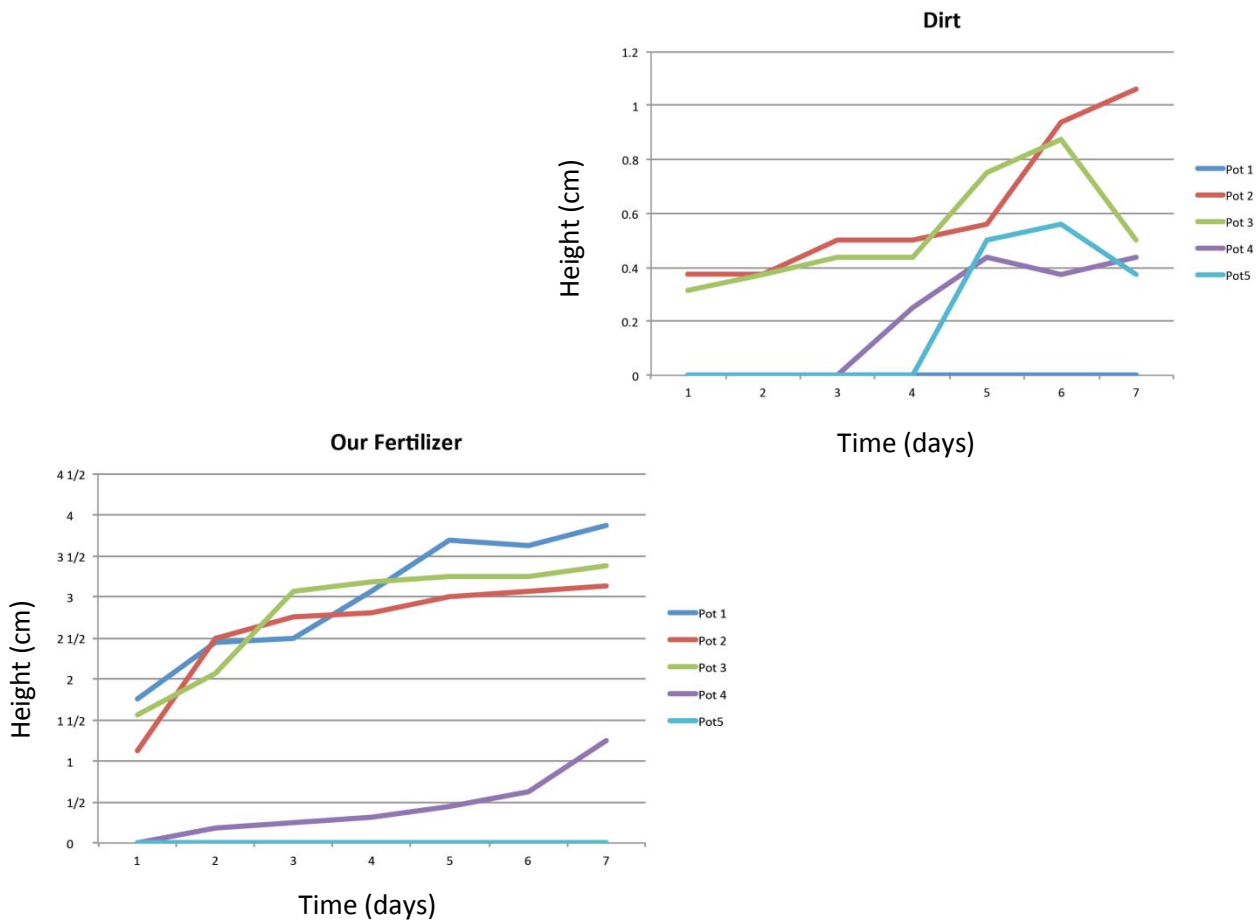 Dirt
1.2
1
0.8
0.6
0.4
0.2
0
1 2 3 4 5 6 7
Height (cm)
Time (days)
Pot 1
Pot 2
Pot 3
Pot 4
Pot5
Our Fertilizer
4 1/2
4
3 1/2
3
2 1/2
2
1 1/2
1
1/2
0
1 2 3 4 5 6 7
Height (cm)
Time (days)
Pot 1
Pot 2
Pot 3
Pot 4
Pot5